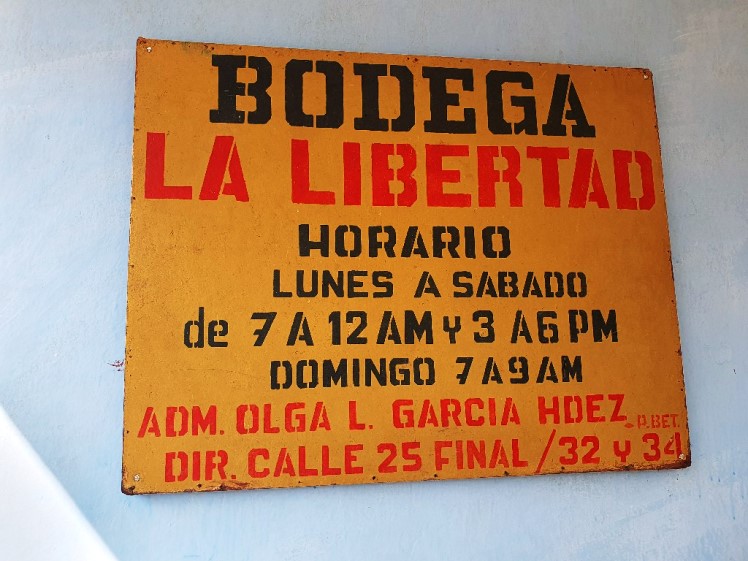 BODEGA
LA LIBERTAD
HORARIO
LUNES A SABADO
de 7 A 12 AM Y 3 A 6 PM
DOMINGO 7 A 9 AM
ADM. OLGA L. GARCIA HDEZ. P.BET.
DIR. CALLE 25 FINAL / 32 Y 34